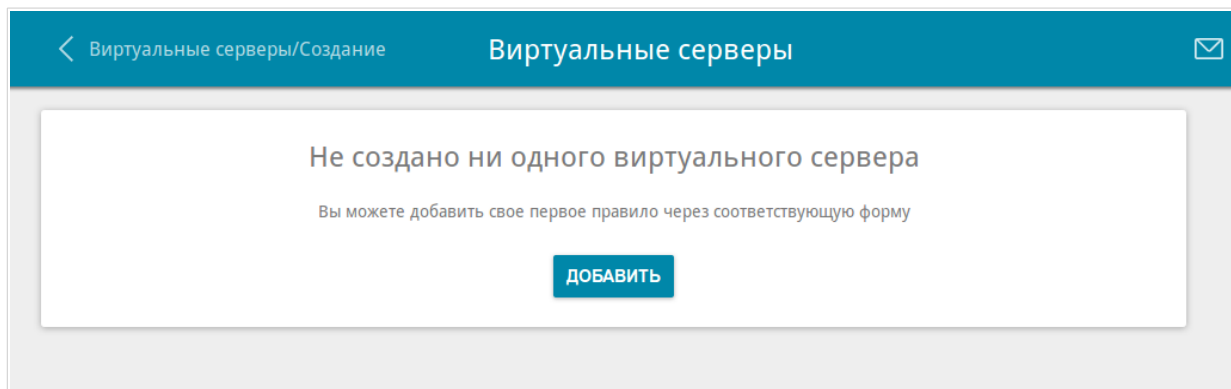 Виртуальные серверы/Создание
Виртуальные серверы
Не создано ни одного виртуального сервера
Вы можете добавить свое первое правило через соответствующую форму
ДОБАВИТЬ